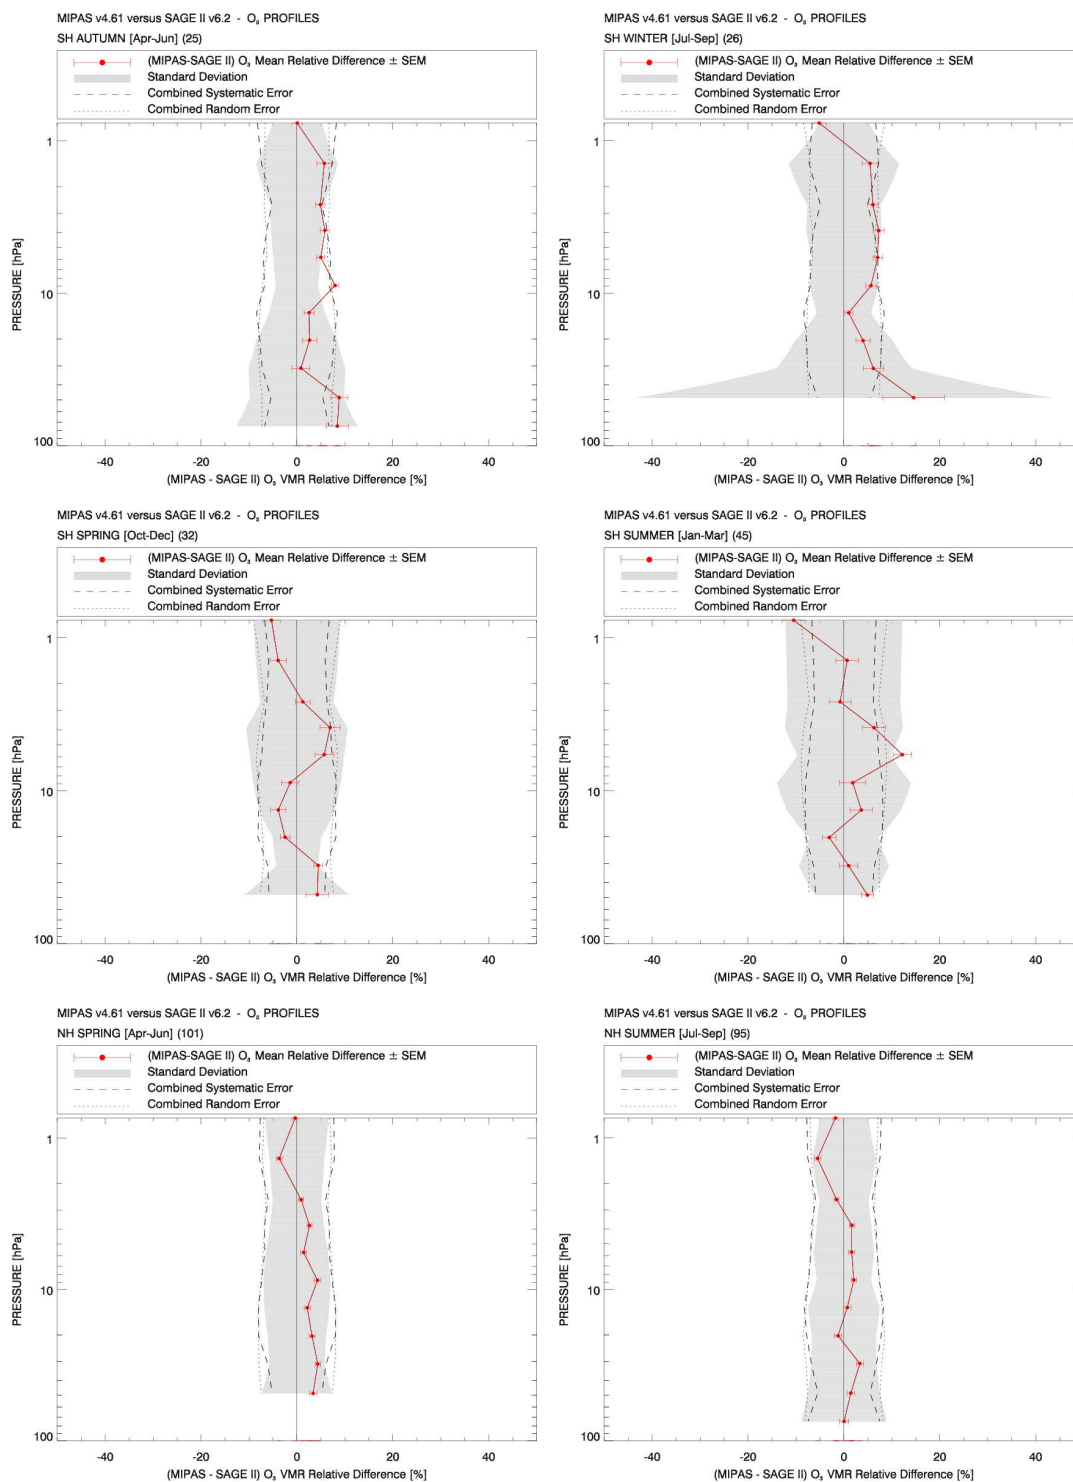 MIPAS v4.61 versus SAGE II v6.2 - O₃ PROFILES
SH AUTUMN [Apr-Jun] (25)
(MIPAS-SAGE II) O₃ Mean Relative Difference ± SEM
Standard Deviation
Combined Systematic Error
Combined Random Error
1
10
100
PRESSURE [hPa]
-40 -20 0 20 40
(MIPAS - SAGE II) O₃ VMR Relative Difference [%]
MIPAS v4.61 versus SAGE II v6.2 - O₃ PROFILES
SH WINTER [Jul-Sep] (26)
(MIPAS-SAGE II) O₃ Mean Relative Difference ± SEM
Standard Deviation
Combined Systematic Error
Combined Random Error
1
10
100
PRESSURE [hPa]
-40 -20 0 20 40
(MIPAS - SAGE II) O₃ VMR Relative Difference [%]
MIPAS v4.61 versus SAGE II v6.2 - O₃ PROFILES
SH SPRING [Oct-Dec] (32)
(MIPAS-SAGE II) O₃ Mean Relative Difference ± SEM
Standard Deviation
Combined Systematic Error
Combined Random Error
1
10
100
PRESSURE [hPa]
-40 -20 0 20 40
(MIPAS - SAGE II) O₃ VMR Relative Difference [%]
MIPAS v4.61 versus SAGE II v6.2 - O₃ PROFILES
SH SUMMER [Jan-Mar] (45)
(MIPAS-SAGE II) O₃ Mean Relative Difference ± SEM
Standard Deviation
Combined Systematic Error
Combined Random Error
1
10
100
PRESSURE [hPa]
-40 -20 0 20 40
(MIPAS - SAGE II) O₃ VMR Relative Difference [%]
MIPAS v4.61 versus SAGE II v6.2 - O₃ PROFILES
NH SPRING [Apr-Jun] (101)
(MIPAS-SAGE II) O₃ Mean Relative Difference ± SEM
Standard Deviation
Combined Systematic Error
Combined Random Error
1
10
100
PRESSURE [hPa]
-40 -20 0 20 40
(MIPAS - SAGE II) O₃ VMR Relative Difference [%]
MIPAS v4.61 versus SAGE II v6.2 - O₃ PROFILES
NH SUMMER [Jul-Sep] (95)
(MIPAS-SAGE II) O₃ Mean Relative Difference ± SEM
Standard Deviation
Combined Systematic Error
Combined Random Error
1
10
100
PRESSURE [hPa]
-40 -20 0 20 40
(MIPAS - SAGE II) O₃ VMR Relative Difference [%]